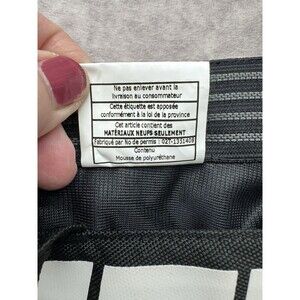 Ne pas enlever avant la
livraison au consommateur
Cette étiquette est apposée
conformément à la loi de la province
Cet article contient des
MATÉRIAUX NEUFS SEULEMENT
Fabriqué par No de permis : 02T-1331409
Contenu
Mousse de polyuréthane